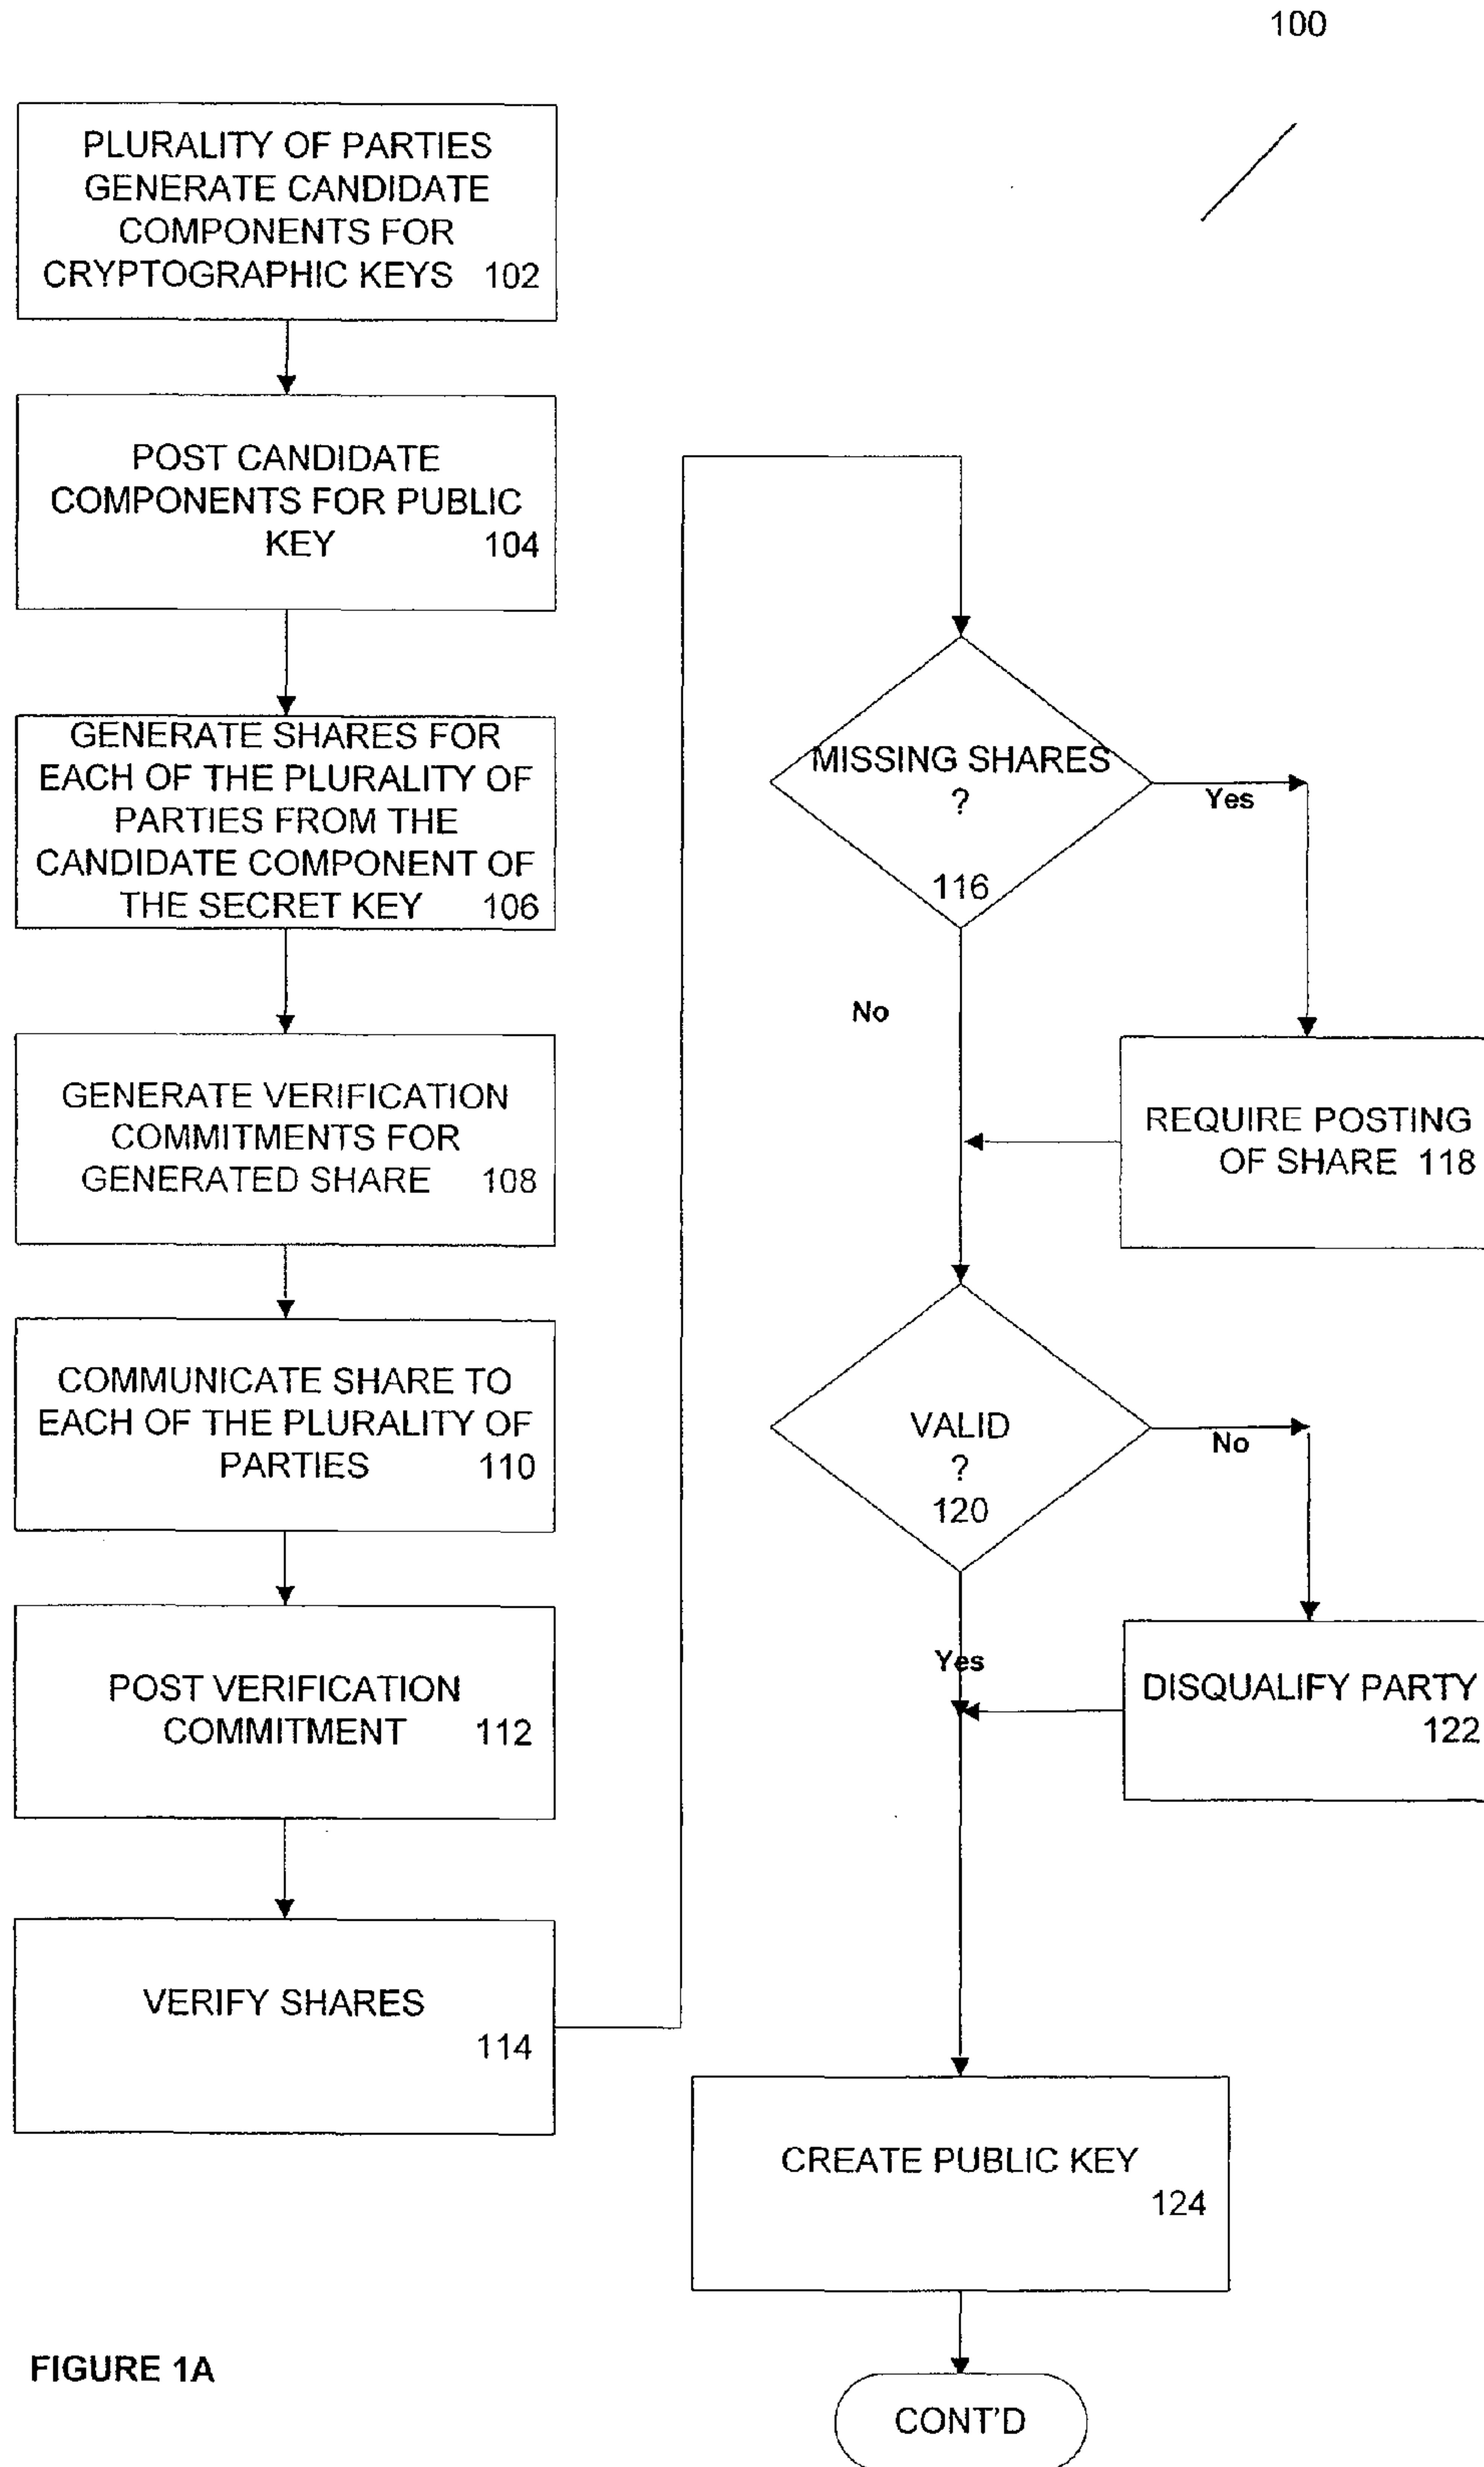 100
PLURALITY OF PARTIES
GENERATE CANDIDATE
COMPONENTS FOR
CRYPTOGRAPHIC KEYS 102
POST CANDIDATE
COMPONENTS FOR PUBLIC
KEY 104
GENERATE SHARES FOR
EACH OF THE PLURALITY OF
PARTIES FROM THE
CANDIDATE COMPONENT OF
THE SECRET KEY 106
GENERATE VERIFICATION
COMMITMENTS FOR
GENERATED SHARE 108
COMMUNICATE SHARE TO
EACH OF THE PLURALITY OF
PARTIES 110
POST VERIFICATION
COMMITMENT 112
VERIFY SHARES
114
MISSING SHARES
?
116
Yes
No
REQUIRE POSTING
OF SHARE 118
VALID
?
120
No
Yes
DISQUALIFY PARTY
122
CREATE PUBLIC KEY
124
CONT'D
FIGURE 1A